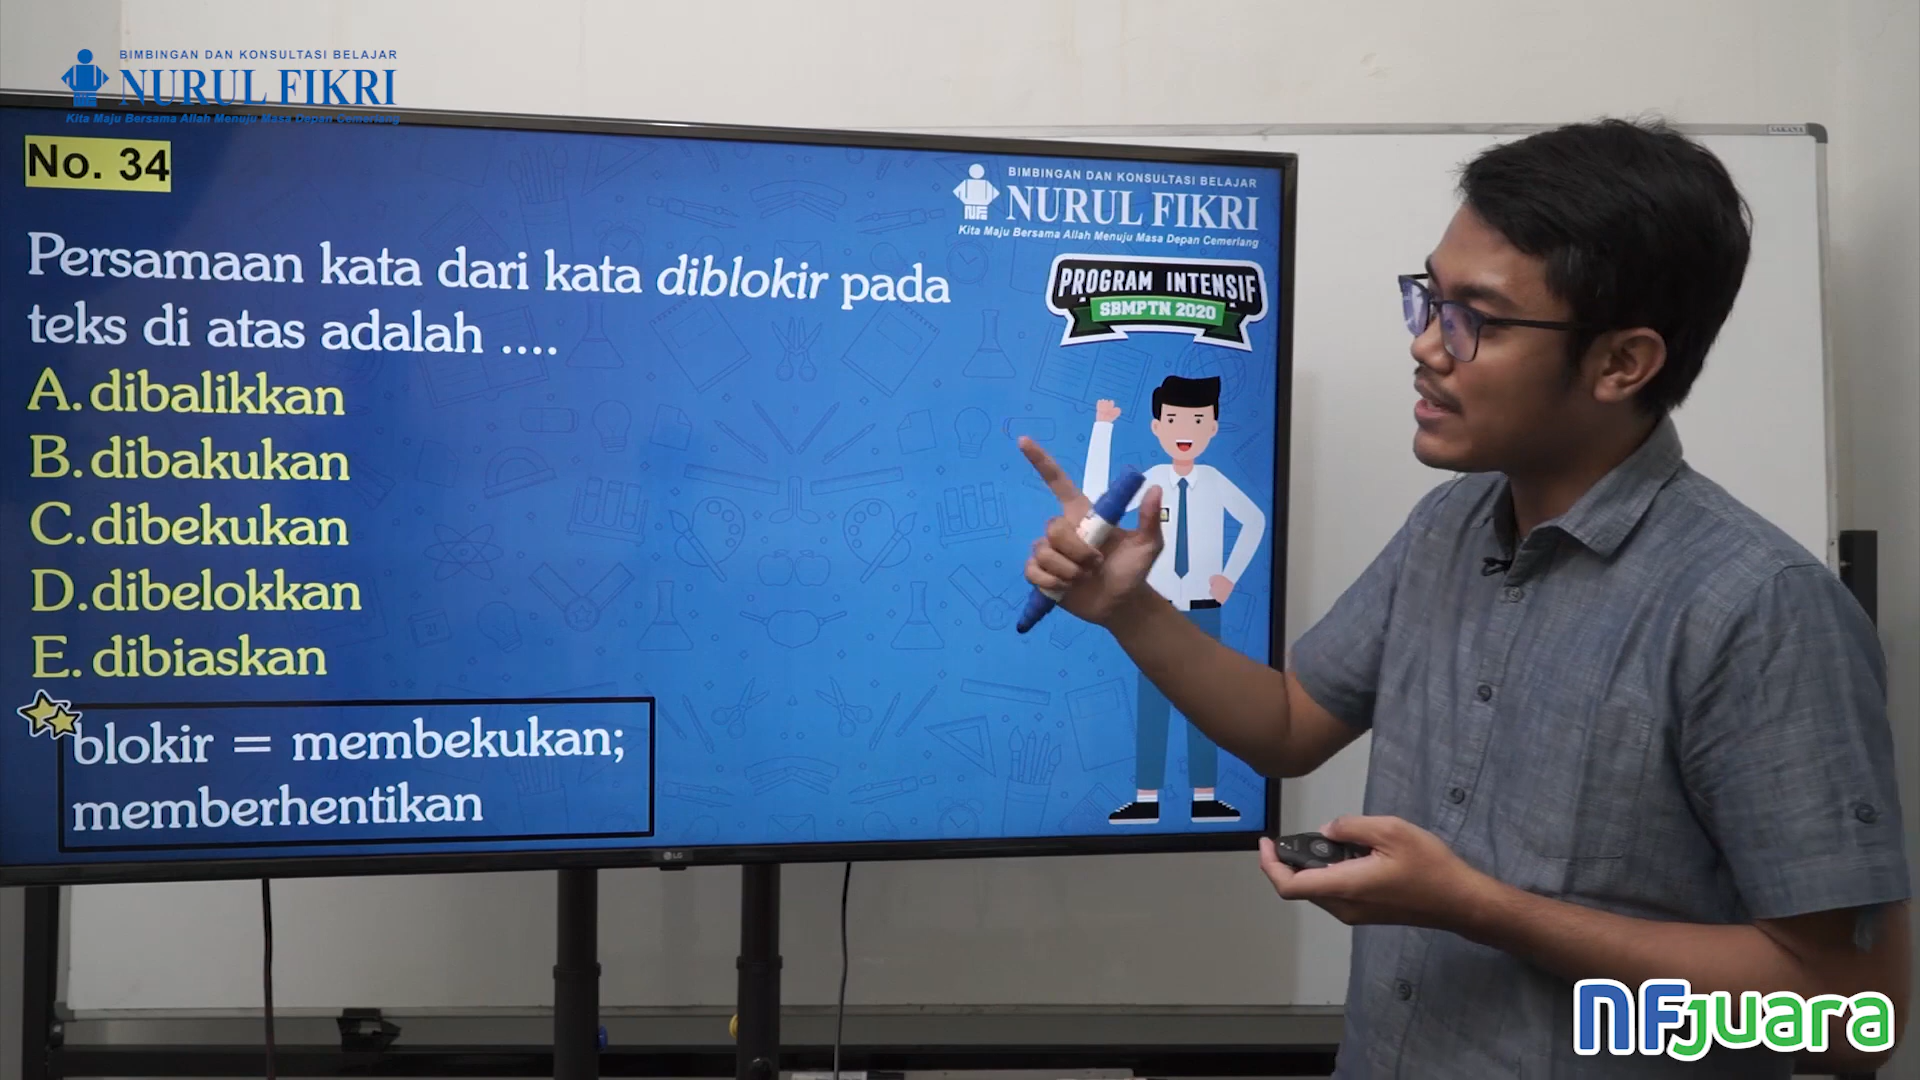 BIMBINGAN DAN KONSULTASI BELAJAR
NURUL FIKRI
Kita Maju Bersama Allah Menuju Masa Depan Cemerlang
No. 34
BIMBINGAN DAN KONSULTASI BELAJAR
NF
NURUL FIKRI
Kita Maju Bersama Allah Menuju Masa Depan Cemerlang
PROGRAM INTENSIF
SBMPTN 2020
Persamaan kata dari kata diblokir pada
teks di atas adalah ....
A. dibalikkan
B. dibakukan
C. dibekukan
D. dibelokkan
E. dibiaskan
blokir = membekukan;
memberhentikan
LG
SAKANA
NFjuara